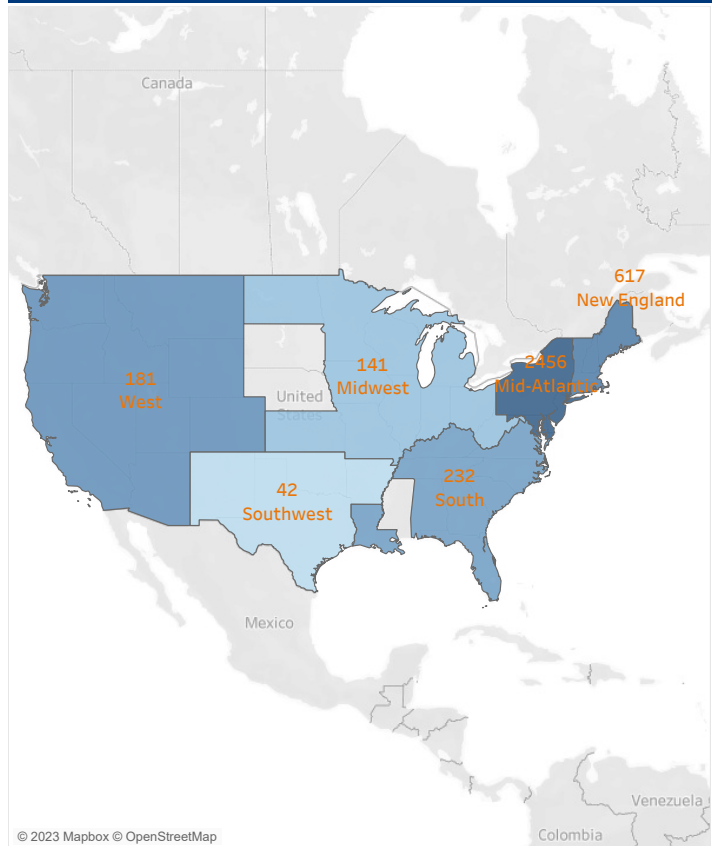 Canada
617
New England
2456
Mid-Atlantic
141
Midwest
181
West
United
States
232
South
42
Southwest
Mexico
Venezuela
Colombia
© 2023 Mapbox © OpenStreetMap